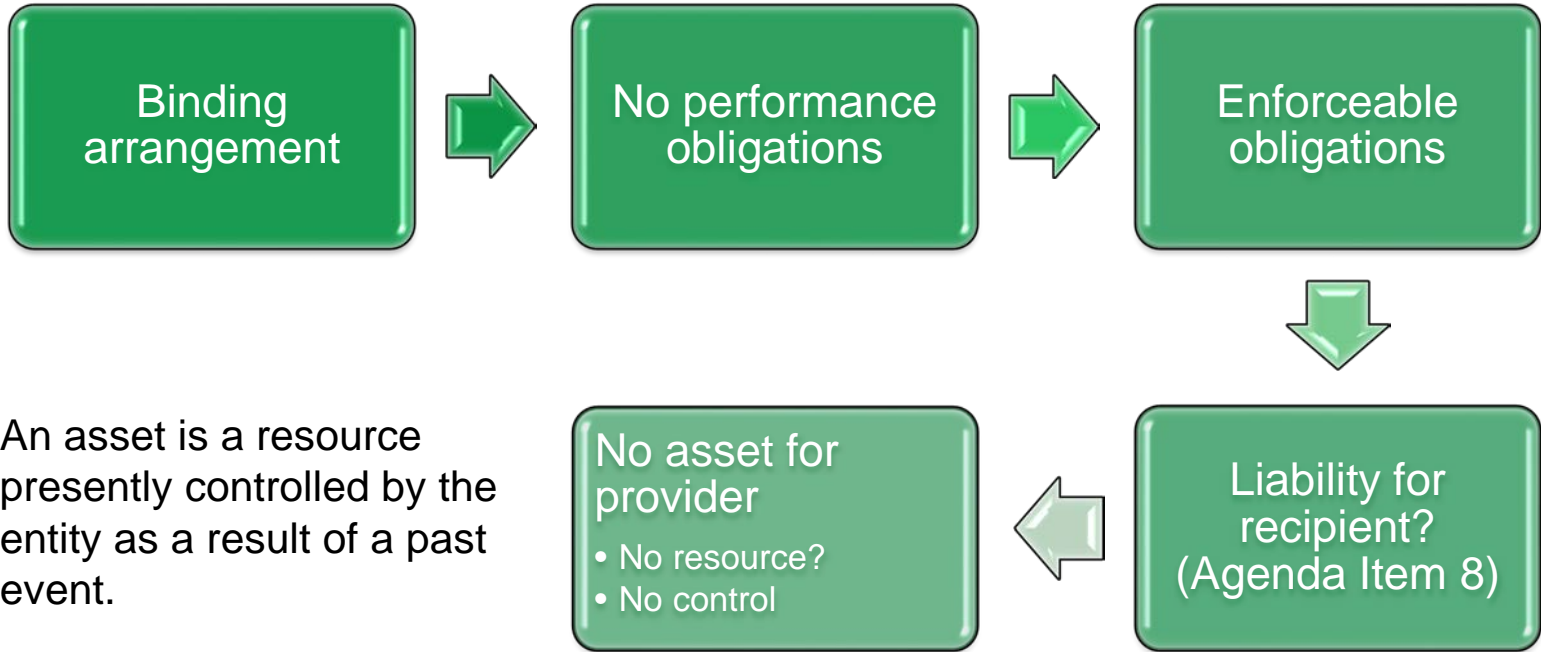 Binding
arrangement
No performance
obligations
Enforceable
obligations
Liability for
recipient?
(Agenda Item 8)
No asset for
provider
• No resource?
• No control
An asset is a resource
presently controlled by the
entity as a result of a past
event.